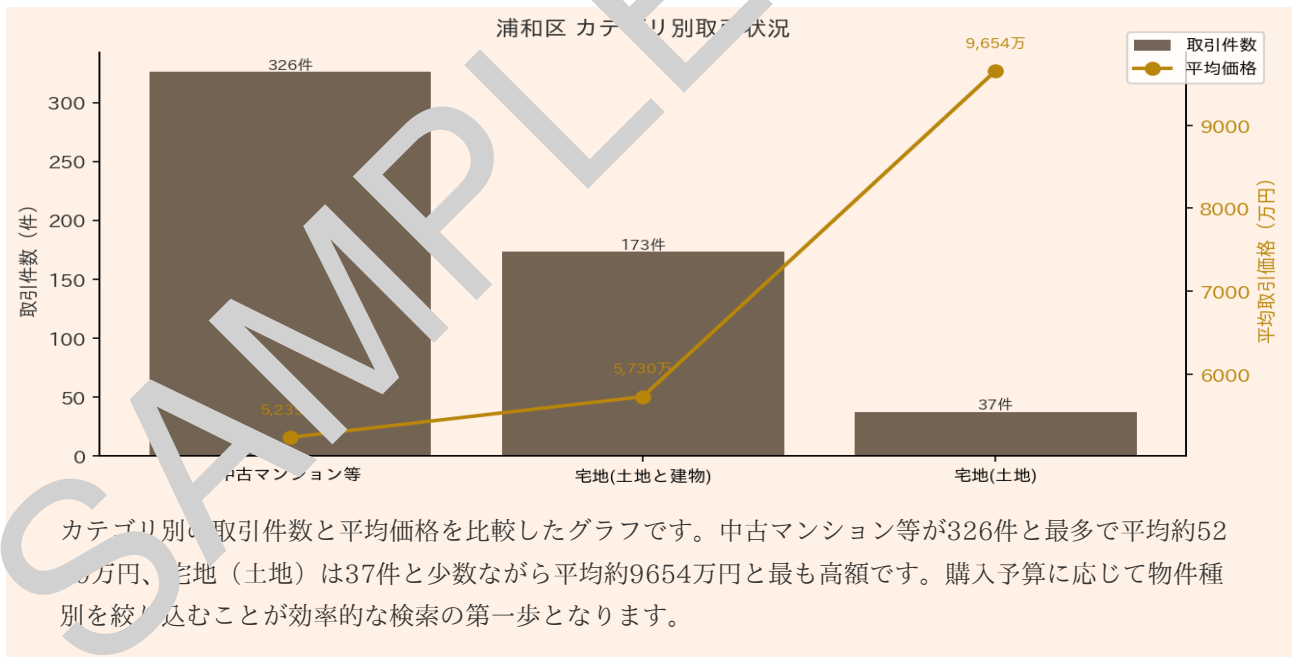 浦和区 カテゴリ別取引状況
取引件数
平均価格
取引件数（件）
300
250
200
150
100
50
0
326件
173件
37件
5,730万
9,654万
平均取引価格（万円）
9000
8000
7000
6000
中古マンション等
宅地(土地と建物)
宅地(土地)
カテゴリ別の取引件数と平均価格を比較したグラフです。中古マンション等が326件と最多で平均約52
万円、宅地（土地）は37件と少数ながら平均約9654万円と最も高額です。購入予算に応じて物件種
別を絞り込むことが効率的な検索の第一歩となります。
SAMPLE